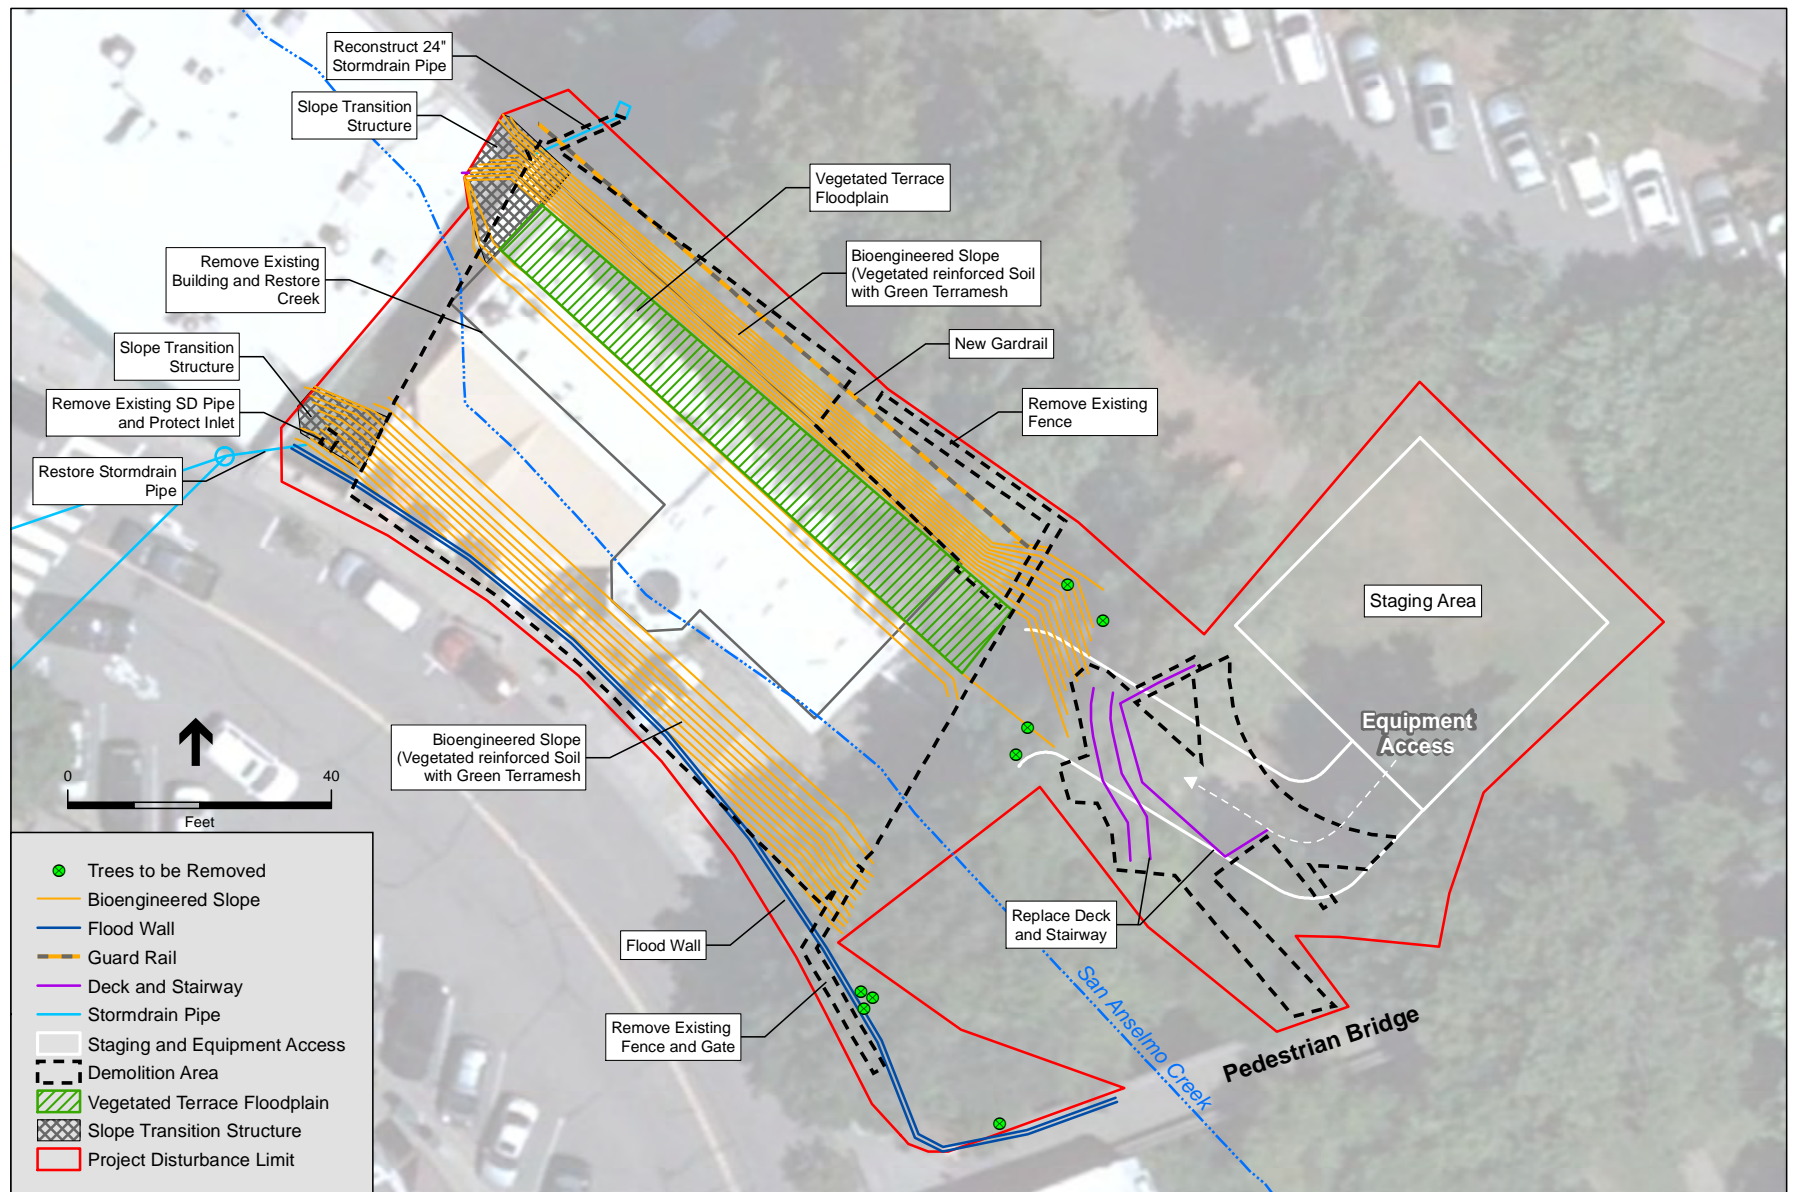 Reconstruct 24"
Stormdrain Pipe
Slope Transition
Structure
Vegetated Terrace
Floodplain
Remove Existing
Building and Restore
Creek
Bioengineered Slope
(Vegetated reinforced Soil
with Green Terramesh
Slope Transition
Structure
New Gardrail
Remove Existing SD Pipe
and Protect Inlet
Remove Existing
Fence
Restore Stormdrain
Pipe
Staging Area
Equipment
Access
Bioengineered Slope
(Vegetated reinforced Soil
with Green Terramesh
0
40
Feet
Replace Deck
and Stairway
Flood Wall
San Anselmo Creek
Remove Existing
Fence and Gate
Pedestrian Bridge
Trees to be Removed
Bioengineered Slope
Flood Wall
Guard Rail
Deck and Stairway
Stormdrain Pipe
Staging and Equipment Access
Demolition Area
Vegetated Terrace Floodplain
Slope Transition Structure
Project Disturbance Limit